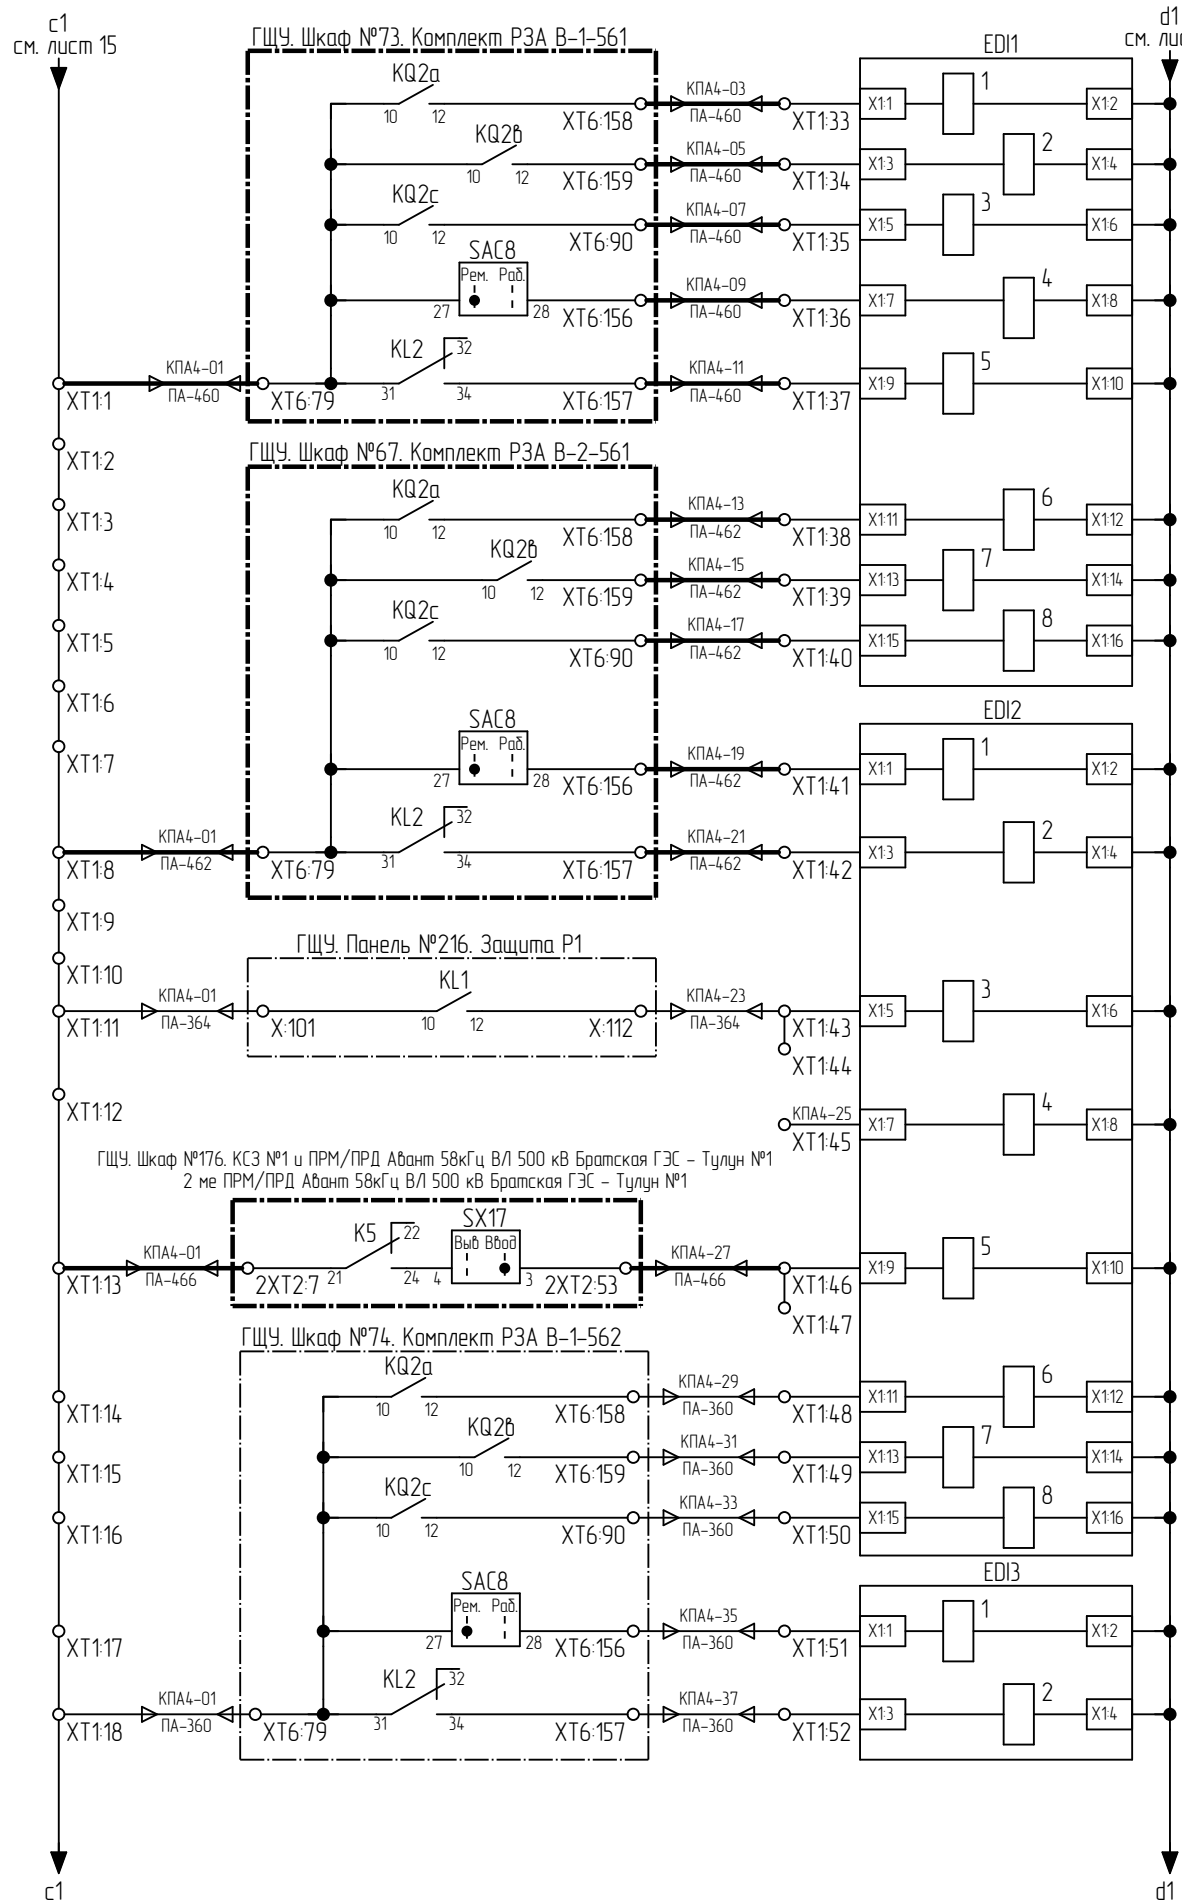 c1
см. лист 15
d1
см. ли
ГЩУ. Шкаф №73. Комплект РЗА В-1-561
EDI1
KQ2а
10 12
XT6:158
КПА4-03
ПА-460
XT1:33
X1:1
1
X1:2
KQ2в
10 12
XT6:159
КПА4-05
ПА-460
XT1:34
X1:3
2
X1:4
KQ2с
10 12
XT6:90
КПА4-07
ПА-460
XT1:35
X1:5
3
X1:6
SAC8
Рем. Раб.
27 28
XT6:156
КПА4-09
ПА-460
XT1:36
X1:7
4
X1:8
XT1:1
КПА4-01
ПА-460
XT6:79
KL2
32
31 34
XT6:157
КПА4-11
ПА-460
XT1:37
X1:9
5
X1:10
XT1:2
XT1:3
XT1:4
XT1:5
XT1:6
XT1:7
ГЩУ. Шкаф №67. Комплект РЗА В-2-561
KQ2а
10 12
XT6:158
КПА4-13
ПА-462
XT1:38
X1:11
6
X1:12
KQ2в
10 12
XT6:159
КПА4-15
ПА-462
XT1:39
X1:13
7
X1:14
KQ2с
10 12
XT6:90
КПА4-17
ПА-462
XT1:40
X1:15
8
X1:16
EDI2
SAC8
Рем. Раб.
27 28
XT6:156
КПА4-19
ПА-462
XT1:41
X1:1
1
X1:2
XT1:8
КПА4-01
ПА-462
XT6:79
KL2
32
31 34
XT6:157
КПА4-21
ПА-462
XT1:42
X1:3
2
X1:4
XT1:9
XT1:10
ГЩУ. Панель №216. Защита Р1
XT1:11
КПА4-01
ПА-364
X:101
KL1
10 12
X:112
КПА4-23
ПА-364
XT1:43
XT1:44
X1:5
3
X1:6
XT1:12
КПА4-25
XT1:45
X1:7
4
X1:8
ГЩУ. Шкаф №176. КСЗ №1 и ПРМ/ПРД Авант 58кГц ВЛ 500 кВ Братская ГЭС - Тулун №1
2 ме ПРМ/ПРД Авант 58кГц ВЛ 500 кВ Братская ГЭС - Тулун №1
XT1:13
КПА4-01
ПА-466
2XT2:7
K5
22
21 24
SX17
Выв Ввод
4 3
2XT2:53
КПА4-27
ПА-466
XT1:46
XT1:47
X1:9
5
X1:10
ГЩУ. Шкаф №74. Комплект РЗА В-1-562
XT1:14
KQ2а
10 12
XT6:158
КПА4-29
ПА-360
XT1:48
X1:11
6
X1:12
XT1:15
KQ2в
10 12
XT6:159
КПА4-31
ПА-360
XT1:49
X1:13
7
X1:14
XT1:16
KQ2с
10 12
XT6:90
КПА4-33
ПА-360
XT1:50
X1:15
8
X1:16
EDI3
XT1:17
SAC8
Рем. Раб.
27 28
XT6:156
КПА4-35
ПА-360
XT1:51
X1:1
1
X1:2
XT1:18
КПА4-01
ПА-360
XT6:79
KL2
32
31 34
XT6:157
КПА4-37
ПА-360
XT1:52
X1:3
2
X1:4
c1
d1